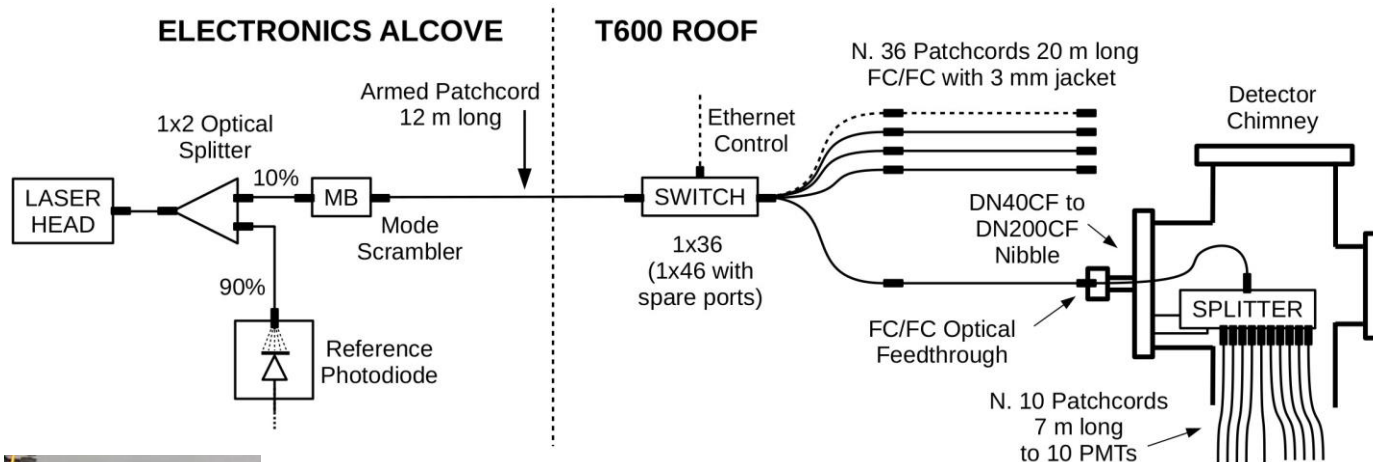 ELECTRONICS ALCOVE
T600 ROOF
N. 36 Patchcords 20 m long
FC/FC with 3 mm jacket
Armed Patchcord
12 m long
Detector
Chimney
1x2 Optical
Splitter
Ethernet
Control
10%
LASER
HEAD
MB
SWITCH
DN40CF to
DN200CF
Nibble
Mode
Scrambler
1x36
(1x46 with
spare ports)
90%
SPLITTER
FC/FC Optical
Feedthrough
Reference
Photodiode
N. 10 Patchcords
7 m long
to 10 PMTs